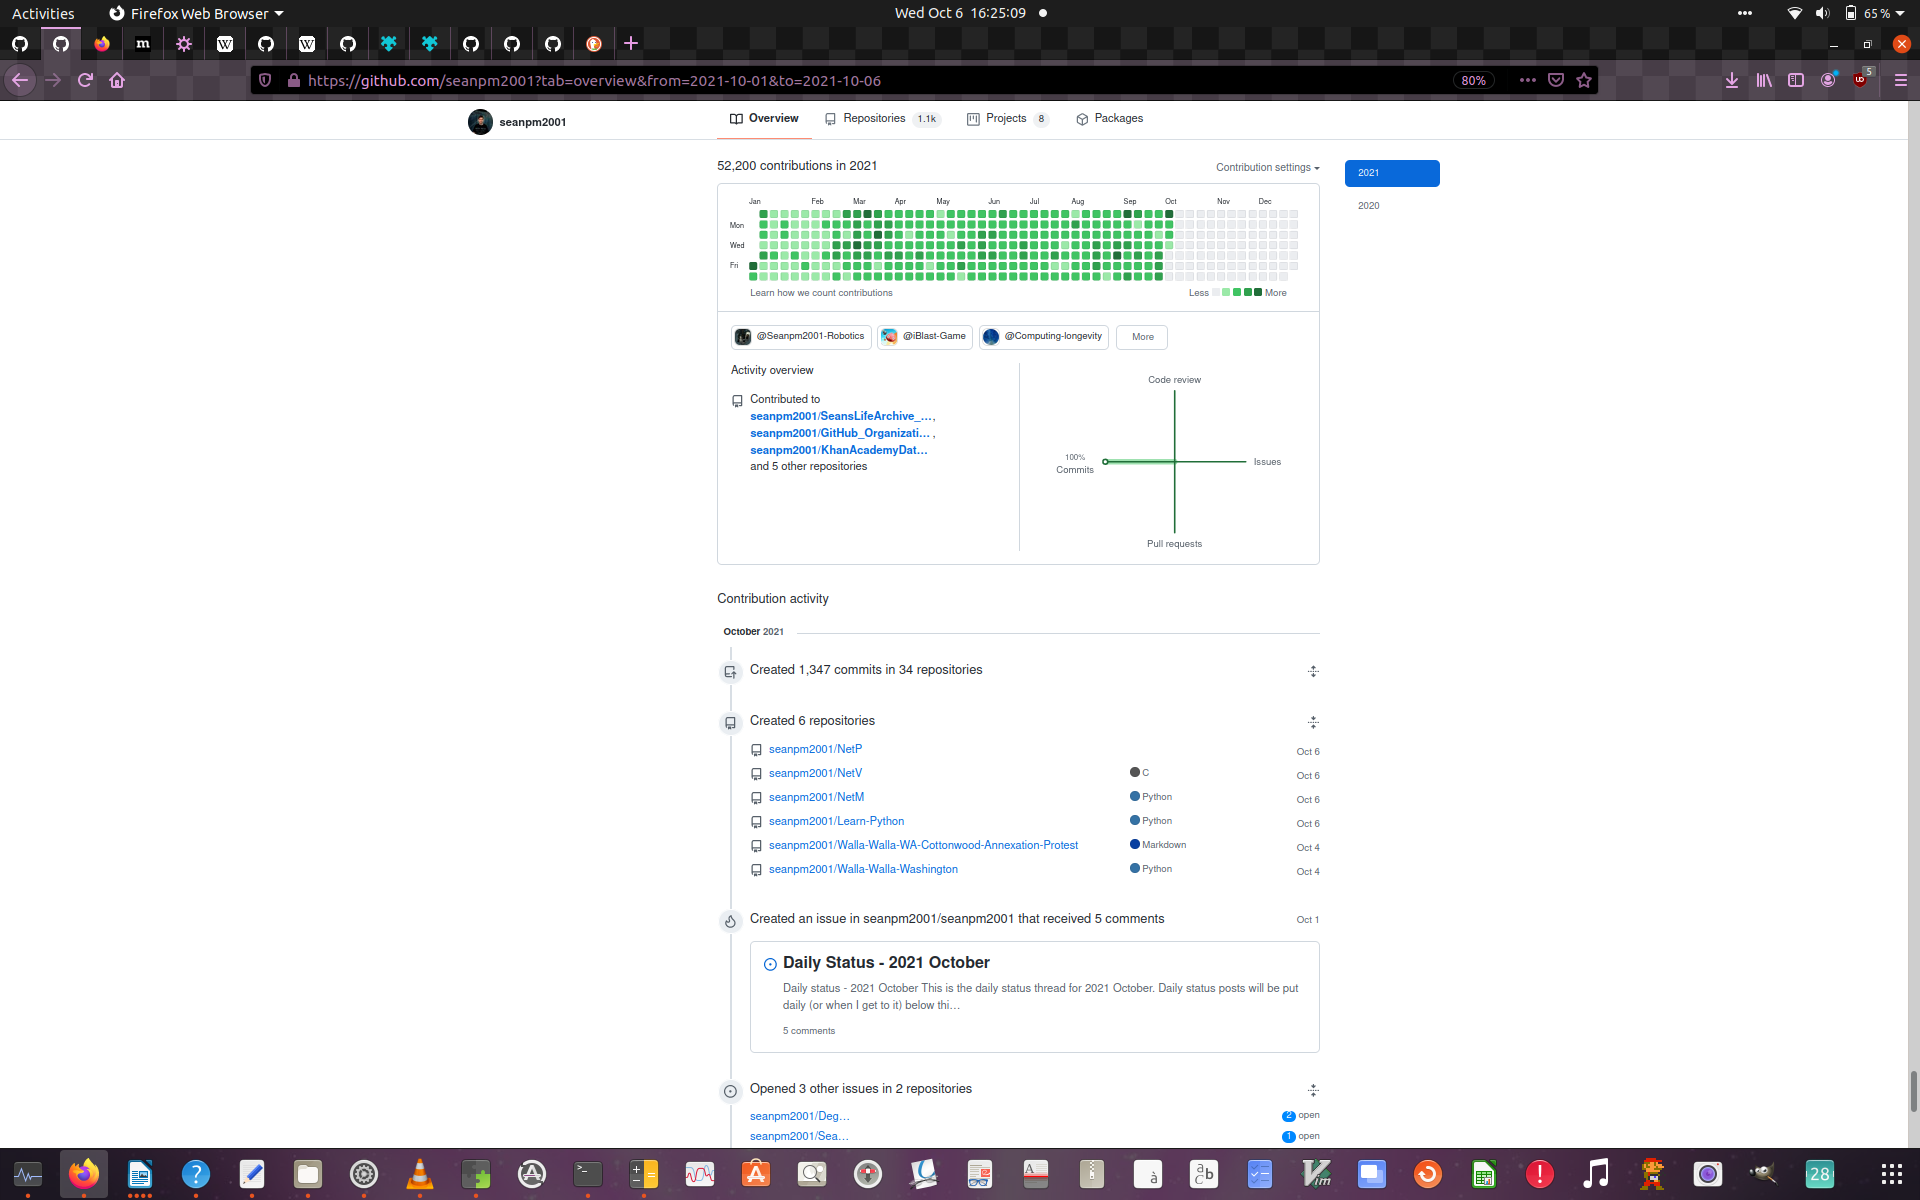 Activities
Firefox Web Browser
Wed Oct 6 16:25:09
65 %
https://github.com/seanpm2001?tab=overview&from=2021-10-01&to=2021-10-06
80%
5
seanpm2001
Overview
Repositories 1.1k
Projects 8
Packages
52,200 contributions in 2021
Contribution settings
2021
2020
Jan Feb Mar Apr May Jun Jul Aug Sep Oct Nov Dec
Mon
Wed
Fri
Learn how we count contributions
Less More
@Seanpm2001-Robotics
@iBlast-Game
@Computing-longevity
More
Activity overview
Contributed to
seanpm2001/SeansLifeArchive_…,
seanpm2001/GitHub_Organizati… ,
seanpm2001/KhanAcademyDat…
and 5 other repositories
Code review
100%
Commits
Issues
Pull requests
Contribution activity
October 2021
Created 1,347 commits in 34 repositories
Created 6 repositories
seanpm2001/NetP Oct 6
seanpm2001/NetV C Oct 6
seanpm2001/NetM Python Oct 6
seanpm2001/Learn-Python Python Oct 6
seanpm2001/Walla-Walla-WA-Cottonwood-Annexation-Protest Markdown Oct 4
seanpm2001/Walla-Walla-Washington Python Oct 4
Created an issue in seanpm2001/seanpm2001 that received 5 comments Oct 1
Daily Status - 2021 October
Daily status - 2021 October This is the daily status thread for 2021 October. Daily status posts will be put
daily (or when I get to it) below thi…
5 comments
Opened 3 other issues in 2 repositories
seanpm2001/Deg… 2 open
seanpm2001/Sea… 1 open
28